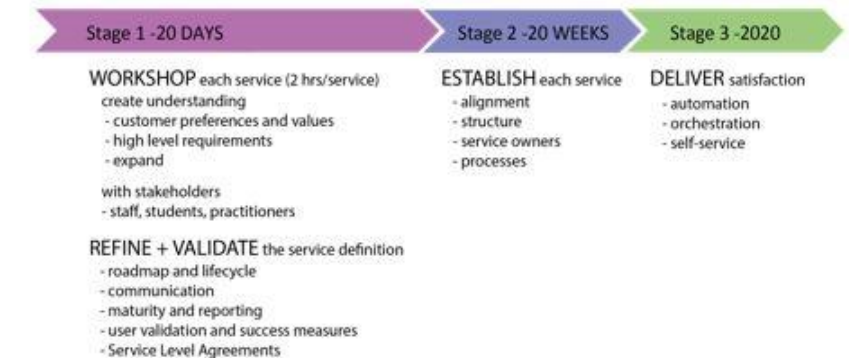 Stage 1 -20 DAYS
Stage 2 -20 WEEKS
Stage 3 -2020
WORKSHOP each service (2 hrs/service)
create understanding
- customer preferences and values
- high level requirements
- expand
with stakeholders
- staff, students, practitioners
REFINE + VALIDATE the service definition
- roadmap and lifecycle
- communication
- maturity and reporting
- user validation and success measures
- Service Level Agreements
ESTABLISH each service
- alignment
- structure
- service owners
- processes
DELIVER satisfaction
- automation
- orchestration
- self-service